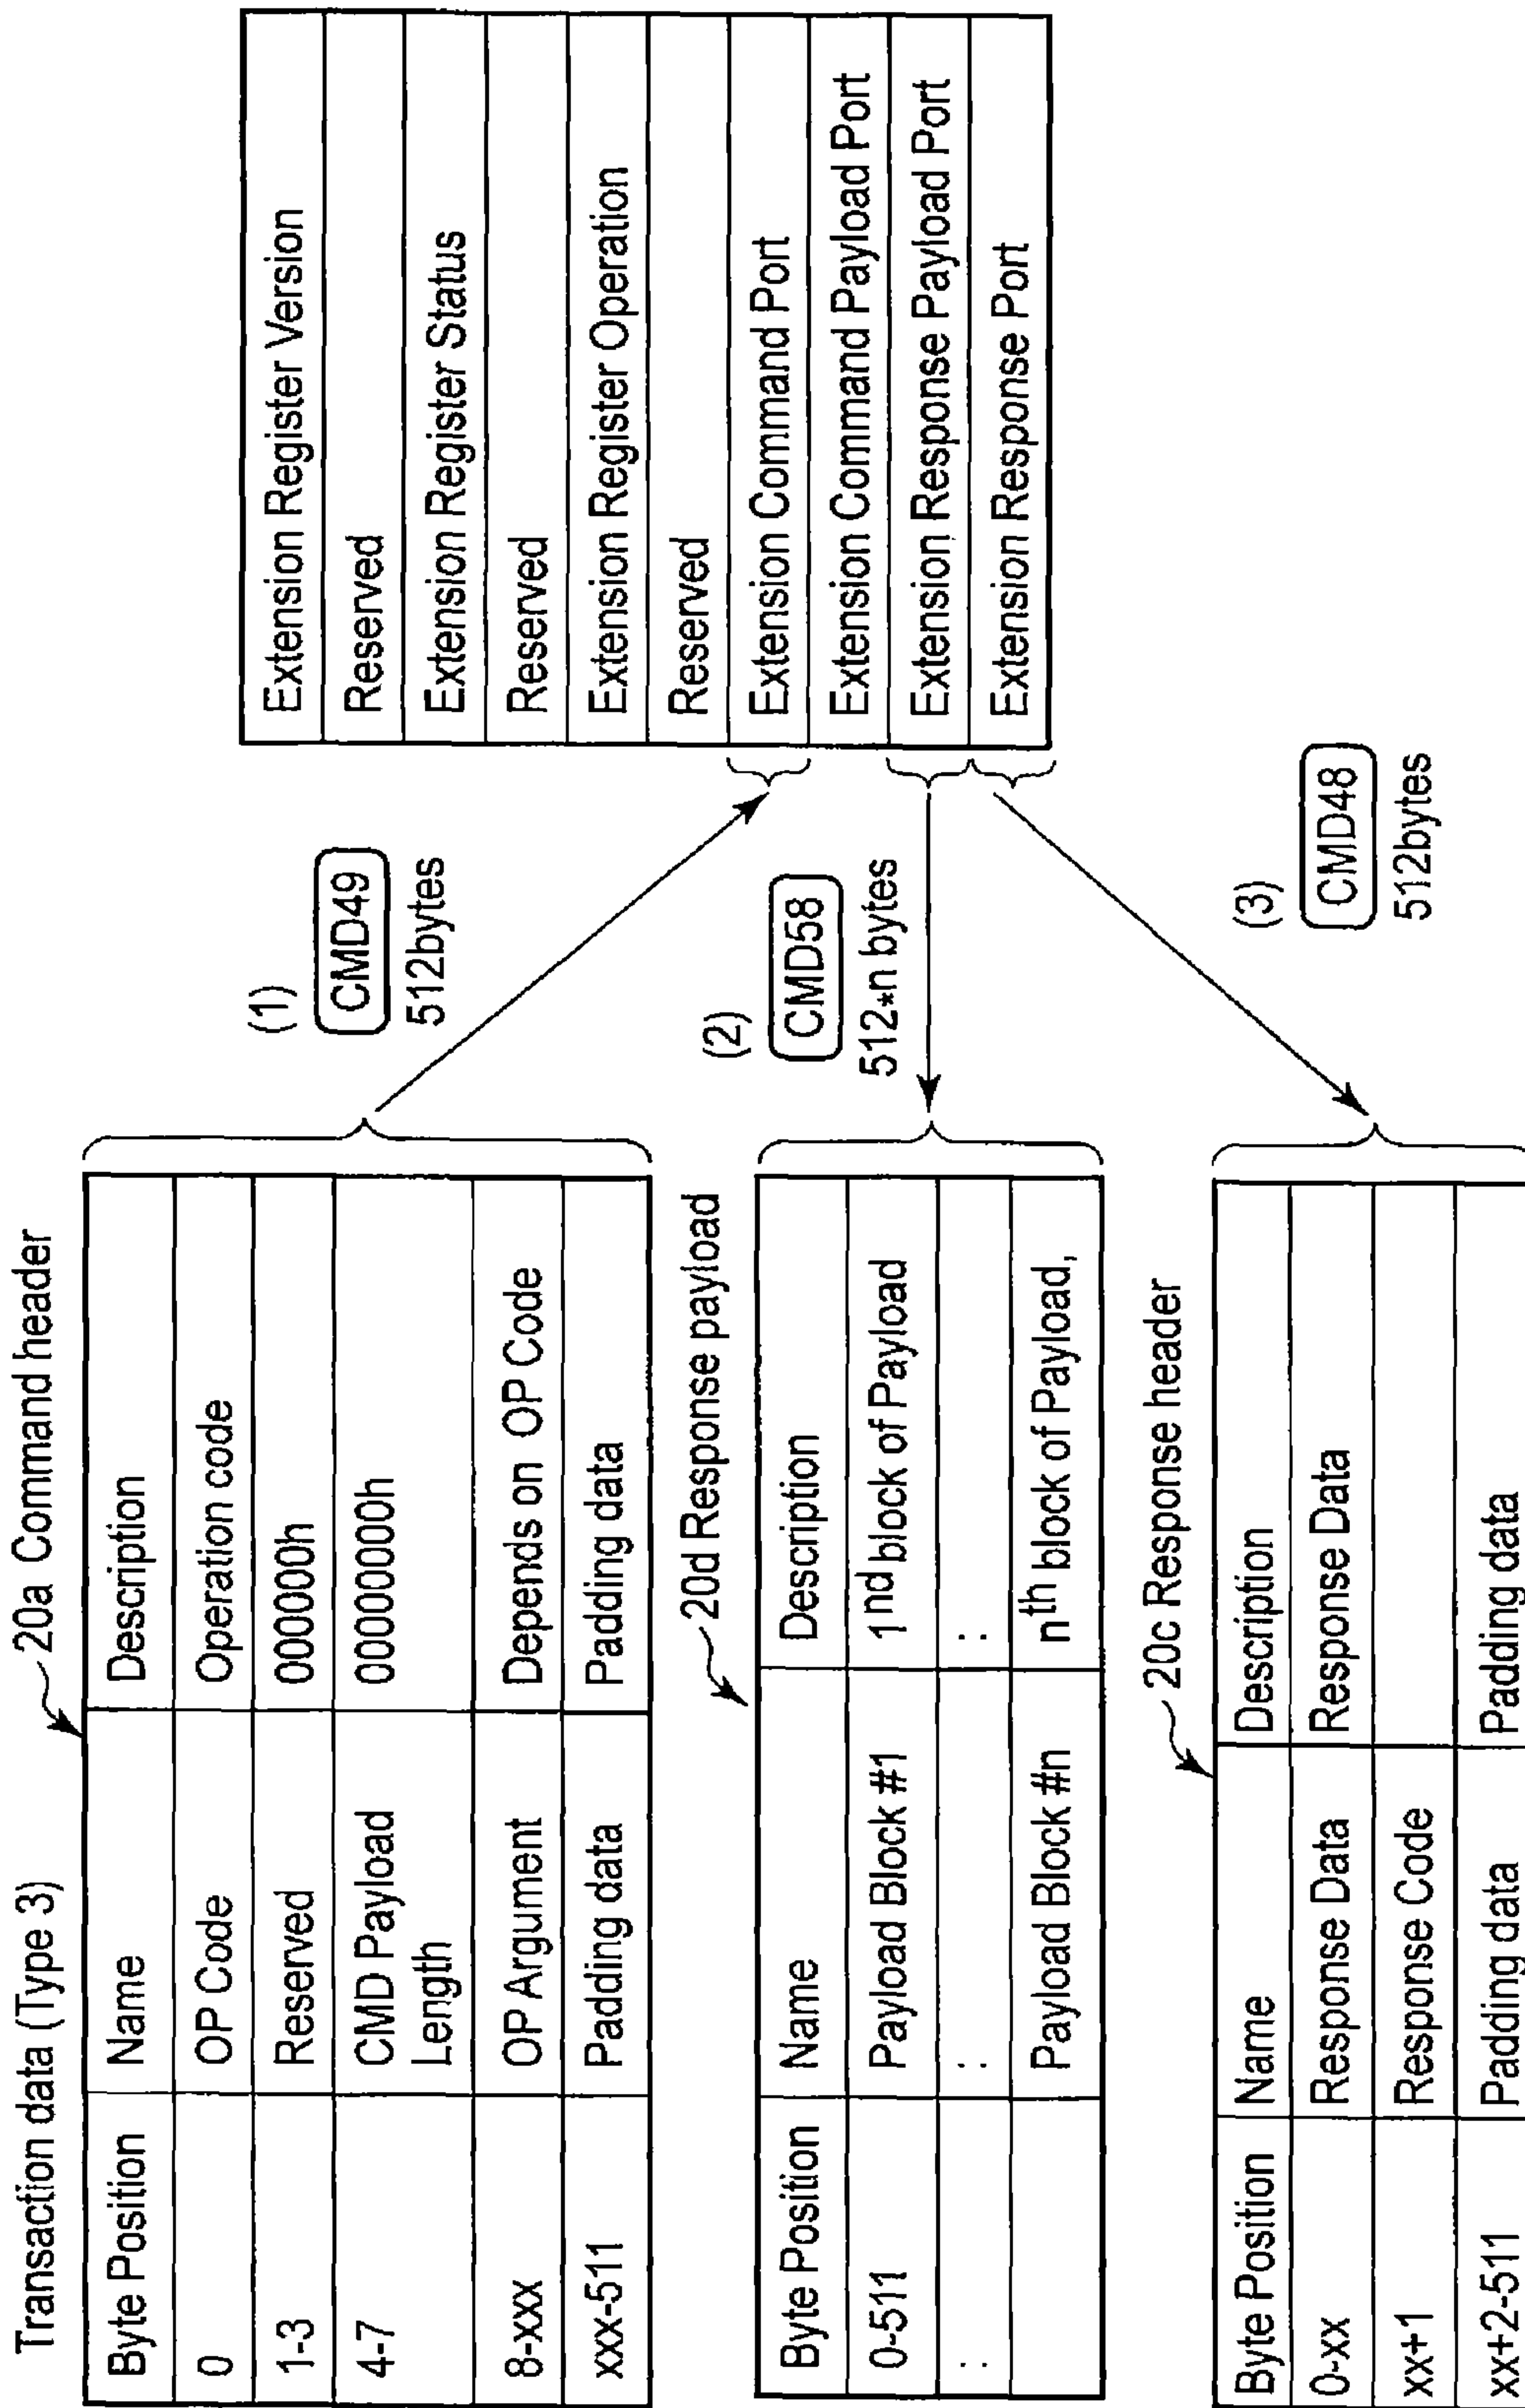 Transaction data (Type 3)
20a Command header
Byte Position Name Description
0 OP Code Operation code
1-3 Reserved 000000h
4-7 CMD Payload Length 00000000h
8-xxx OP Argument Depends on OP Code
xxx-511 Padding data Padding data
20d Response payload
Byte Position Name Description
0-511 Payload Block #1 1nd block of Payload
: : :
Payload Block #n nth block of Payload,
20c Response header
Byte Position Name Description
0-xx Response Data Response Data
xx+1 Response Code
xx+2-511 Padding data Padding data
(1)
CMD49
512bytes
(2)
CMD58
512*n bytes
(3)
CMD48
512bytes
Extension Register Version
Reserved
Extension Register Status
Reserved
Extension Register Operation
Reserved
Extension Command Port
Extension Command Payload Port
Extension Response Payload Port
Extension Response Port